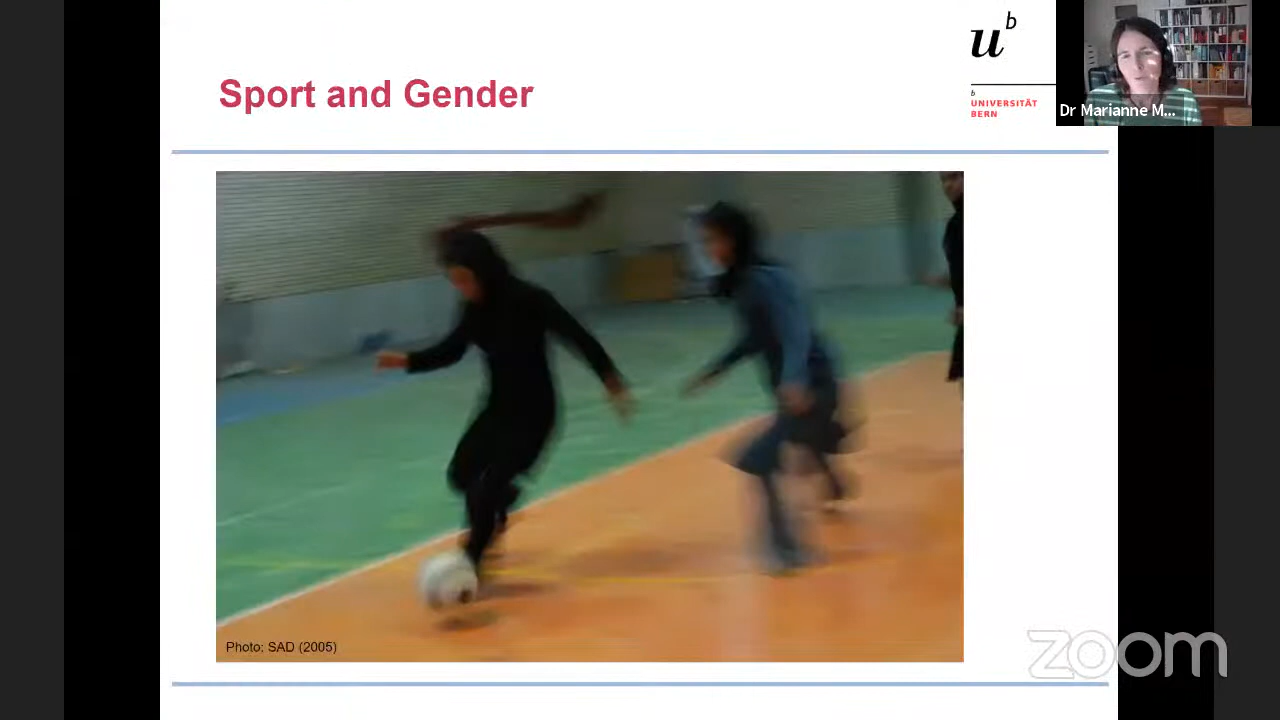 Sport and Gender
u
b
b
UNIVERSITÄT
BERN
Dr Marianne M...
Photo; SAD (2005)
zoom